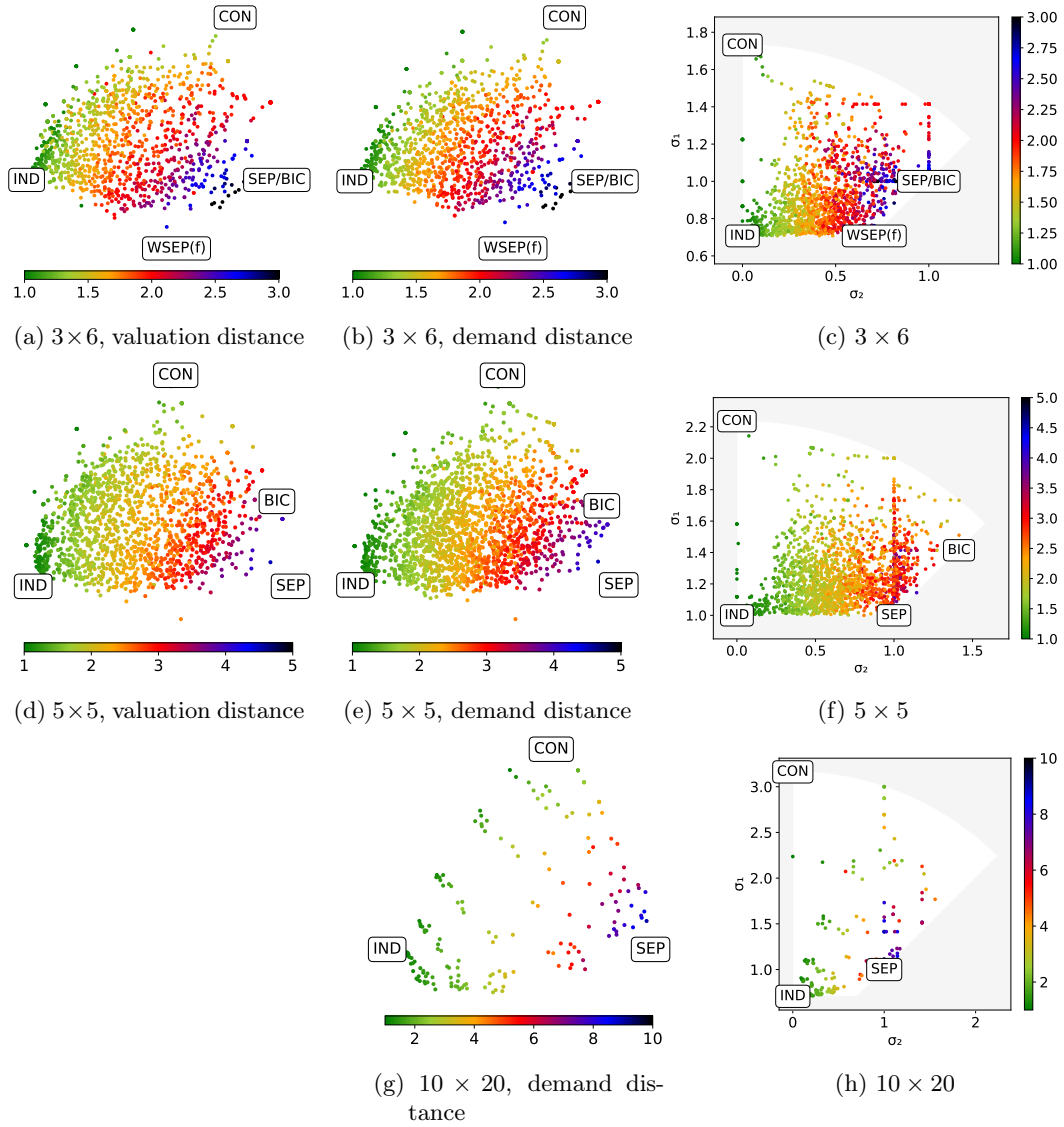 CON
IND
SEP/BIC
WSEP(f)
1.0 1.5 2.0 2.5 3.0
(a) 3×6, valuation distance
CON
IND
SEP/BIC
WSEP(f)
1.0 1.5 2.0 2.5 3.0
(b) 3 × 6, demand distance
1.8
1.6
1.4
1.2
1.0
0.8
0.6
σ₁
CON
SEP/BIC
IND
WSEP(f)
0.0 0.5 1.0
σ₂
3.00
2.75
2.50
2.25
2.00
1.75
1.50
1.25
1.00
(c) 3 × 6
CON
BIC
IND
SEP
1 2 3 4 5
(d) 5×5, valuation distance
CON
BIC
IND
SEP
1 2 3 4 5
(e) 5 × 5, demand distance
2.2
2.0
1.8
1.6
1.4
1.2
1.0
σ₁
CON
BIC
IND
SEP
0.0 0.5 1.0 1.5
σ₂
5.0
4.5
4.0
3.5
3.0
2.5
2.0
1.5
1.0
(f) 5 × 5
CON
IND
SEP
2 4 6 8 10
(g) 10 × 20, demand dis-
tance
3.0
2.5
2.0
1.5
1.0
σ₁
CON
SEP
IND
0 1 2
σ₂
10
8
6
4
2
(h) 10 × 20